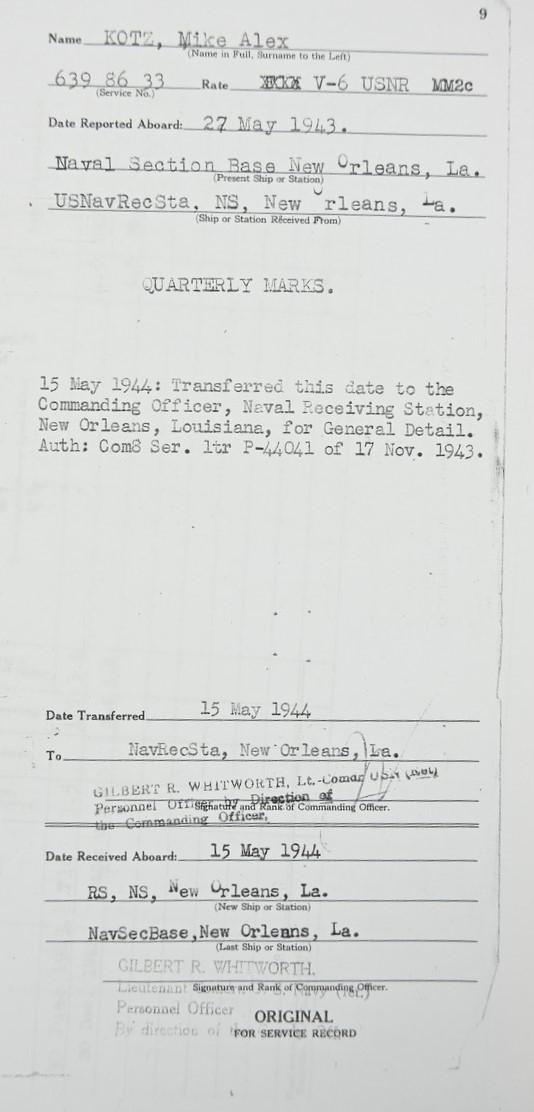 9
Name KOTZ, Mike Alex
(Name in Full, Surname to the Left)
639 86 33 Rate V-6 USNR MM2c
(Service No.)
Date Reported Aboard: 27 May 1943.
Naval Section Base New Orleans, La.
(Present Ship or Station)
USNavRecSta, NS, New Orleans, La.
(Ship or Station Received From)
QUARTERLY MARKS.
15 May 1944: Transferred this date to the
Commanding Officer, Naval Receiving Station,
New Orleans, Louisiana, for General Detail.
Auth: Com8 Ser. ltr P-44041 of 17 Nov. 1943.
Date Transferred 15 May 1944
To NavRecSta, New Orleans, La.
GILBERT R. WHITWORTH, Lt.-Comdr USN
Personnel Officer by Direction of
Signature and Rank of Commanding Officer.
the Commanding Officer.
Date Received Aboard: 15 May 1944
RS, NS, New Orleans, La.
(New Ship or Station)
NavSecBase, New Orleans, La.
(Last Ship or Station)
GILBERT R. WHITWORTH.
Lieutenant Navy (ret.)
Signature and Rank of Commanding Officer.
Personnel Officer
ORIGINAL
By direction of
FOR SERVICE RECORD